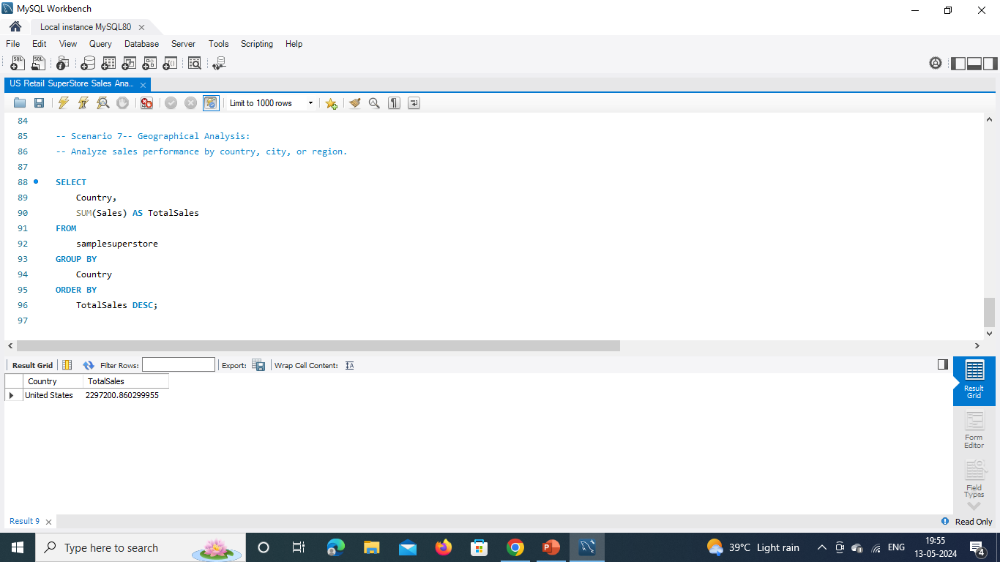 MySQL Workbench
Local instance MySQL80
File Edit View Query Database Server Tools Scripting Help
US Retail SuperStore Sales Ana...
Limit to 1000 rows
84
85 -- Scenario 7-- Geographical Analysis:
86 -- Analyze sales performance by country, city, or region.
87
88 SELECT
89 Country,
90 SUM(Sales) AS TotalSales
91 FROM
92 samplesuperstore
93 GROUP BY
94 Country
95 ORDER BY
96 TotalSales DESC;
97
Result Grid Filter Rows: Export: Wrap Cell Content:
Country TotalSales
United States 2297200.860299955
Result
Grid
Form
Editor
Field
Types
Result 9 Read Only
Type here to search 39°C Light rain ENG 19:55
13-05-2024 4